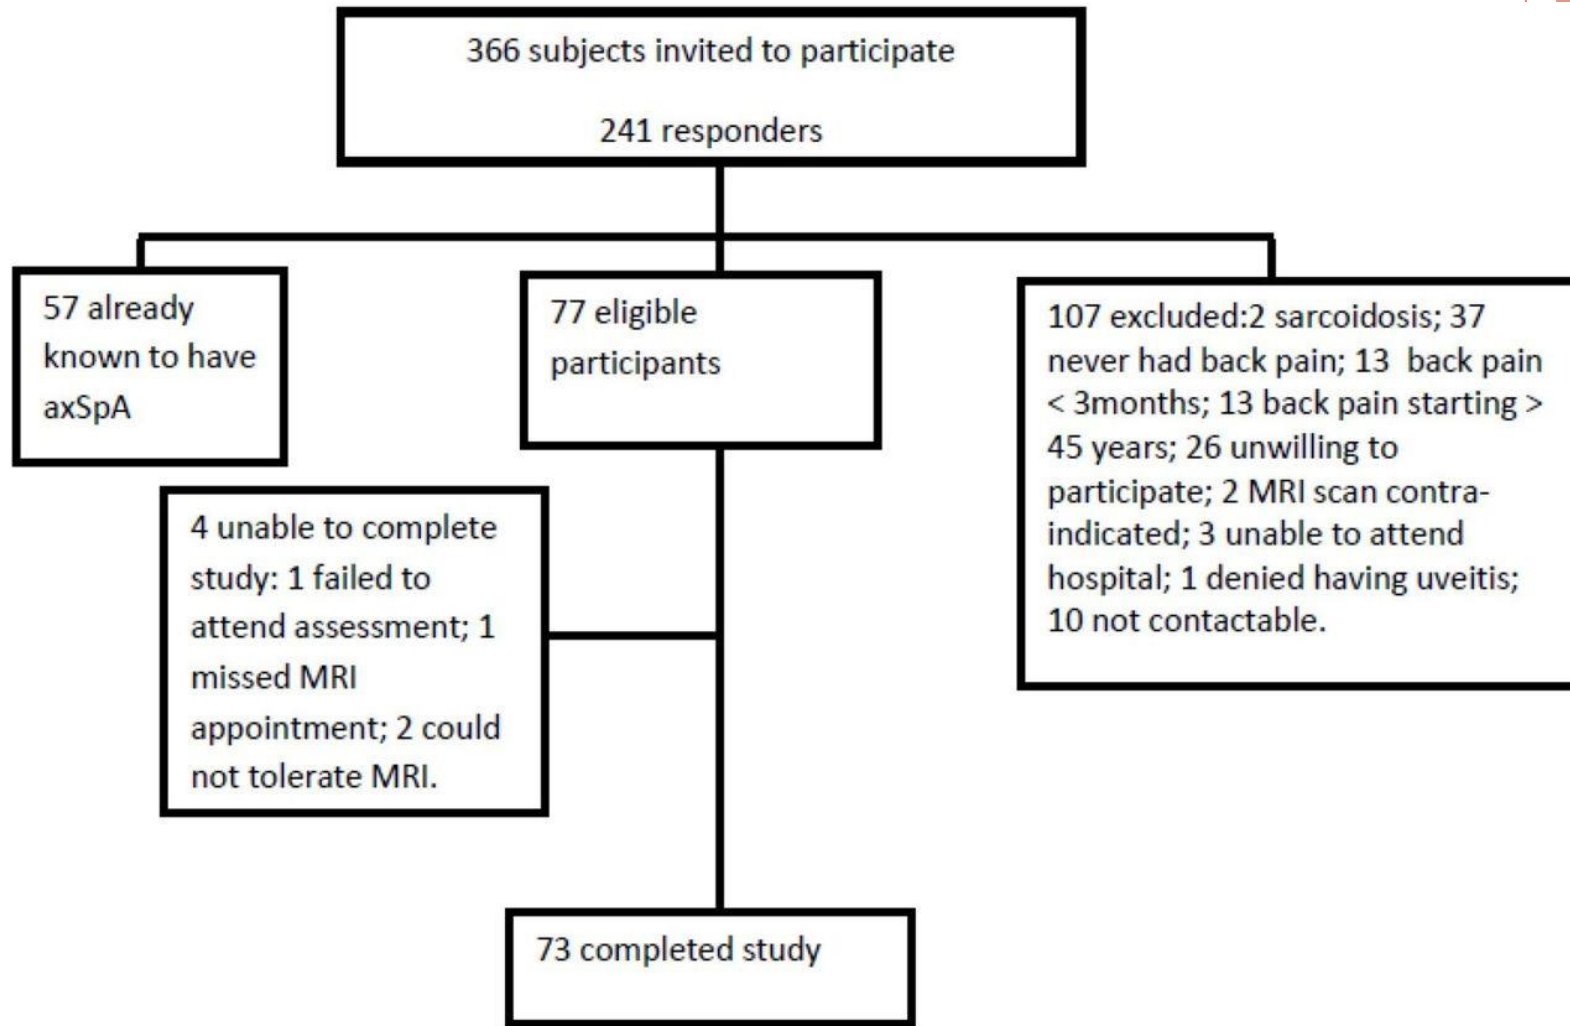 366 subjects invited to participate
241 responders
57 already
known to have
axSpA
77 eligible
participants
107 excluded:2 sarcoidosis; 37
never had back pain; 13 back pain
< 3months; 13 back pain starting >
45 years; 26 unwilling to
participate; 2 MRI scan contra-
indicated; 3 unable to attend
hospital; 1 denied having uveitis;
10 not contactable.
4 unable to complete
study: 1 failed to
attend assessment; 1
missed MRI
appointment; 2 could
not tolerate MRI.
73 completed study